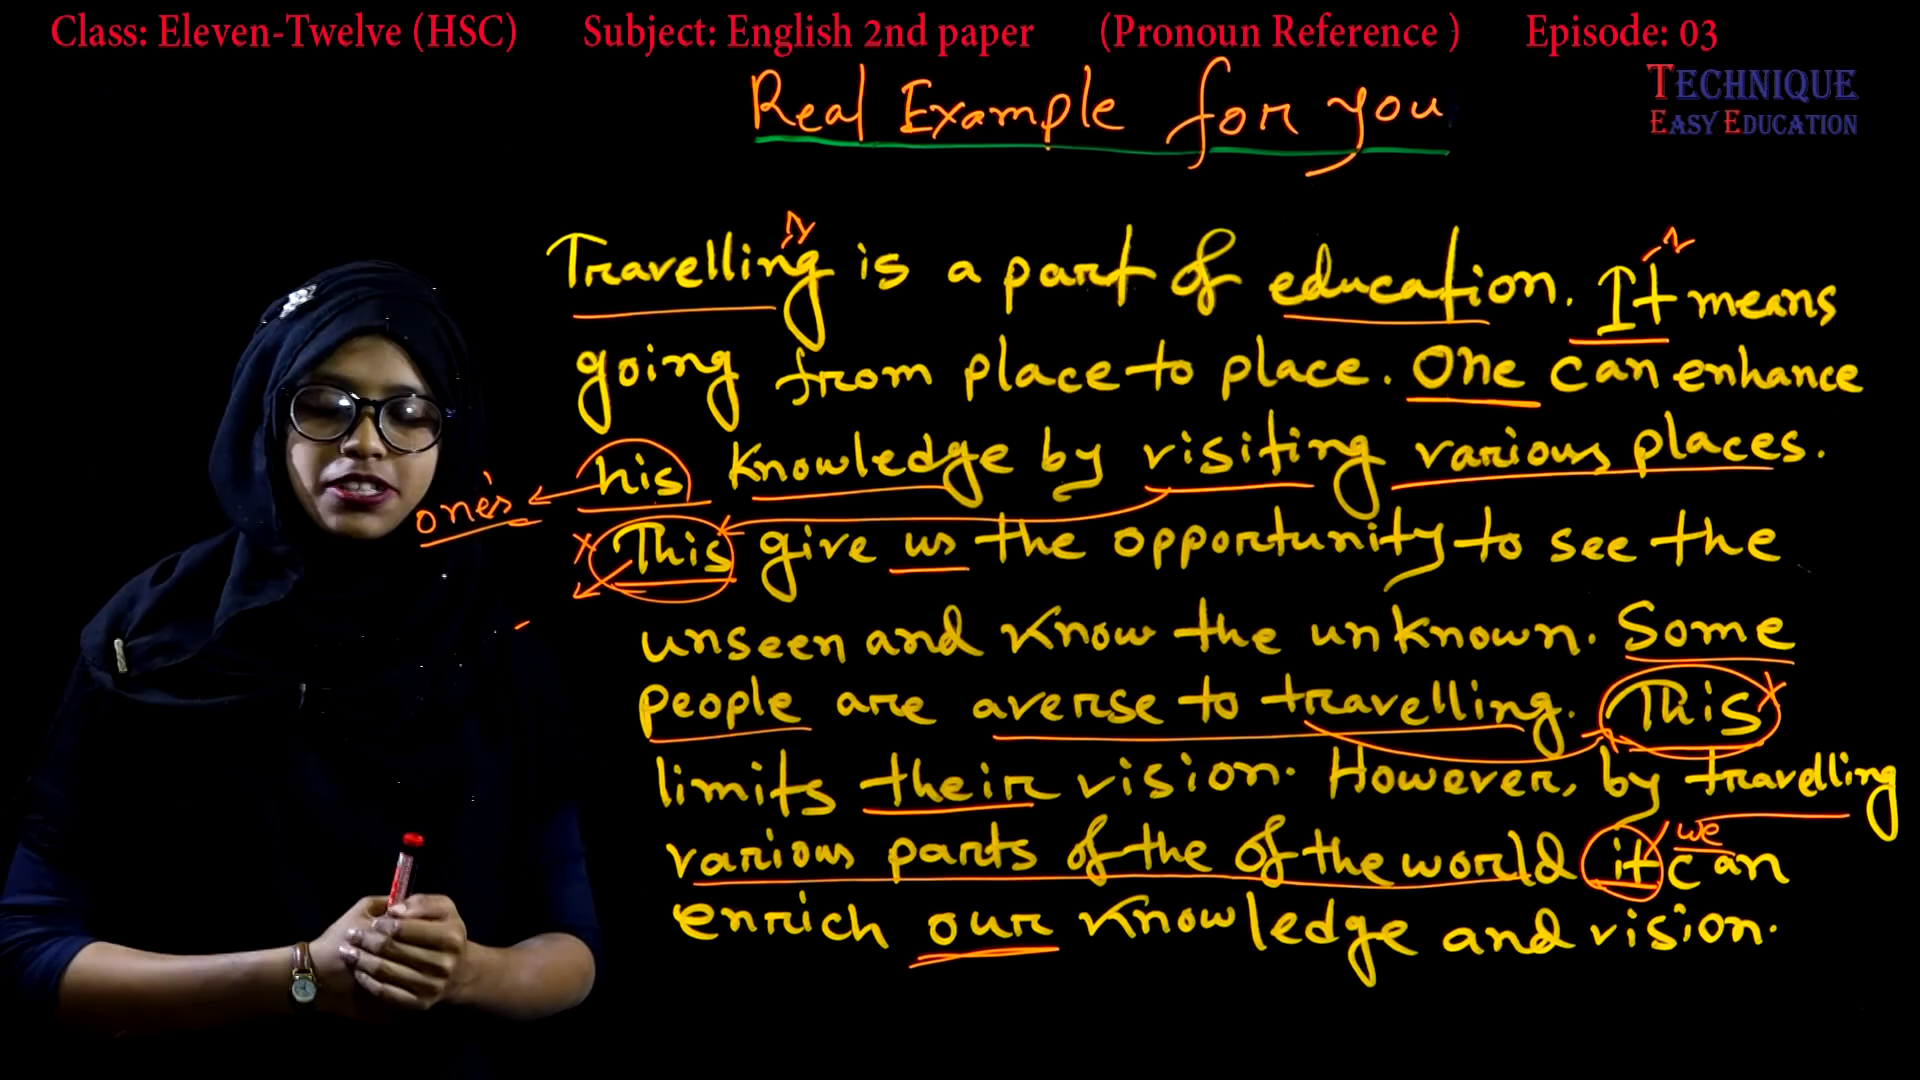 Class: Eleven-Twelve (HSC) Subject: English 2nd paper (Pronoun Reference ) Episode: 03
TECHNIQUE
EASY EDUCATION
Real Example for you
Travelling is a part of education. It means
going from place to place. One can enhance
his knowledge by visiting various places.
one's
This give us the opportunity to see the
unseen and know the unknown. Some
people are averse to travelling. This
limits their vision. However, by travelling
we
various parts of the of the world it can
enrich our knowledge and vision.